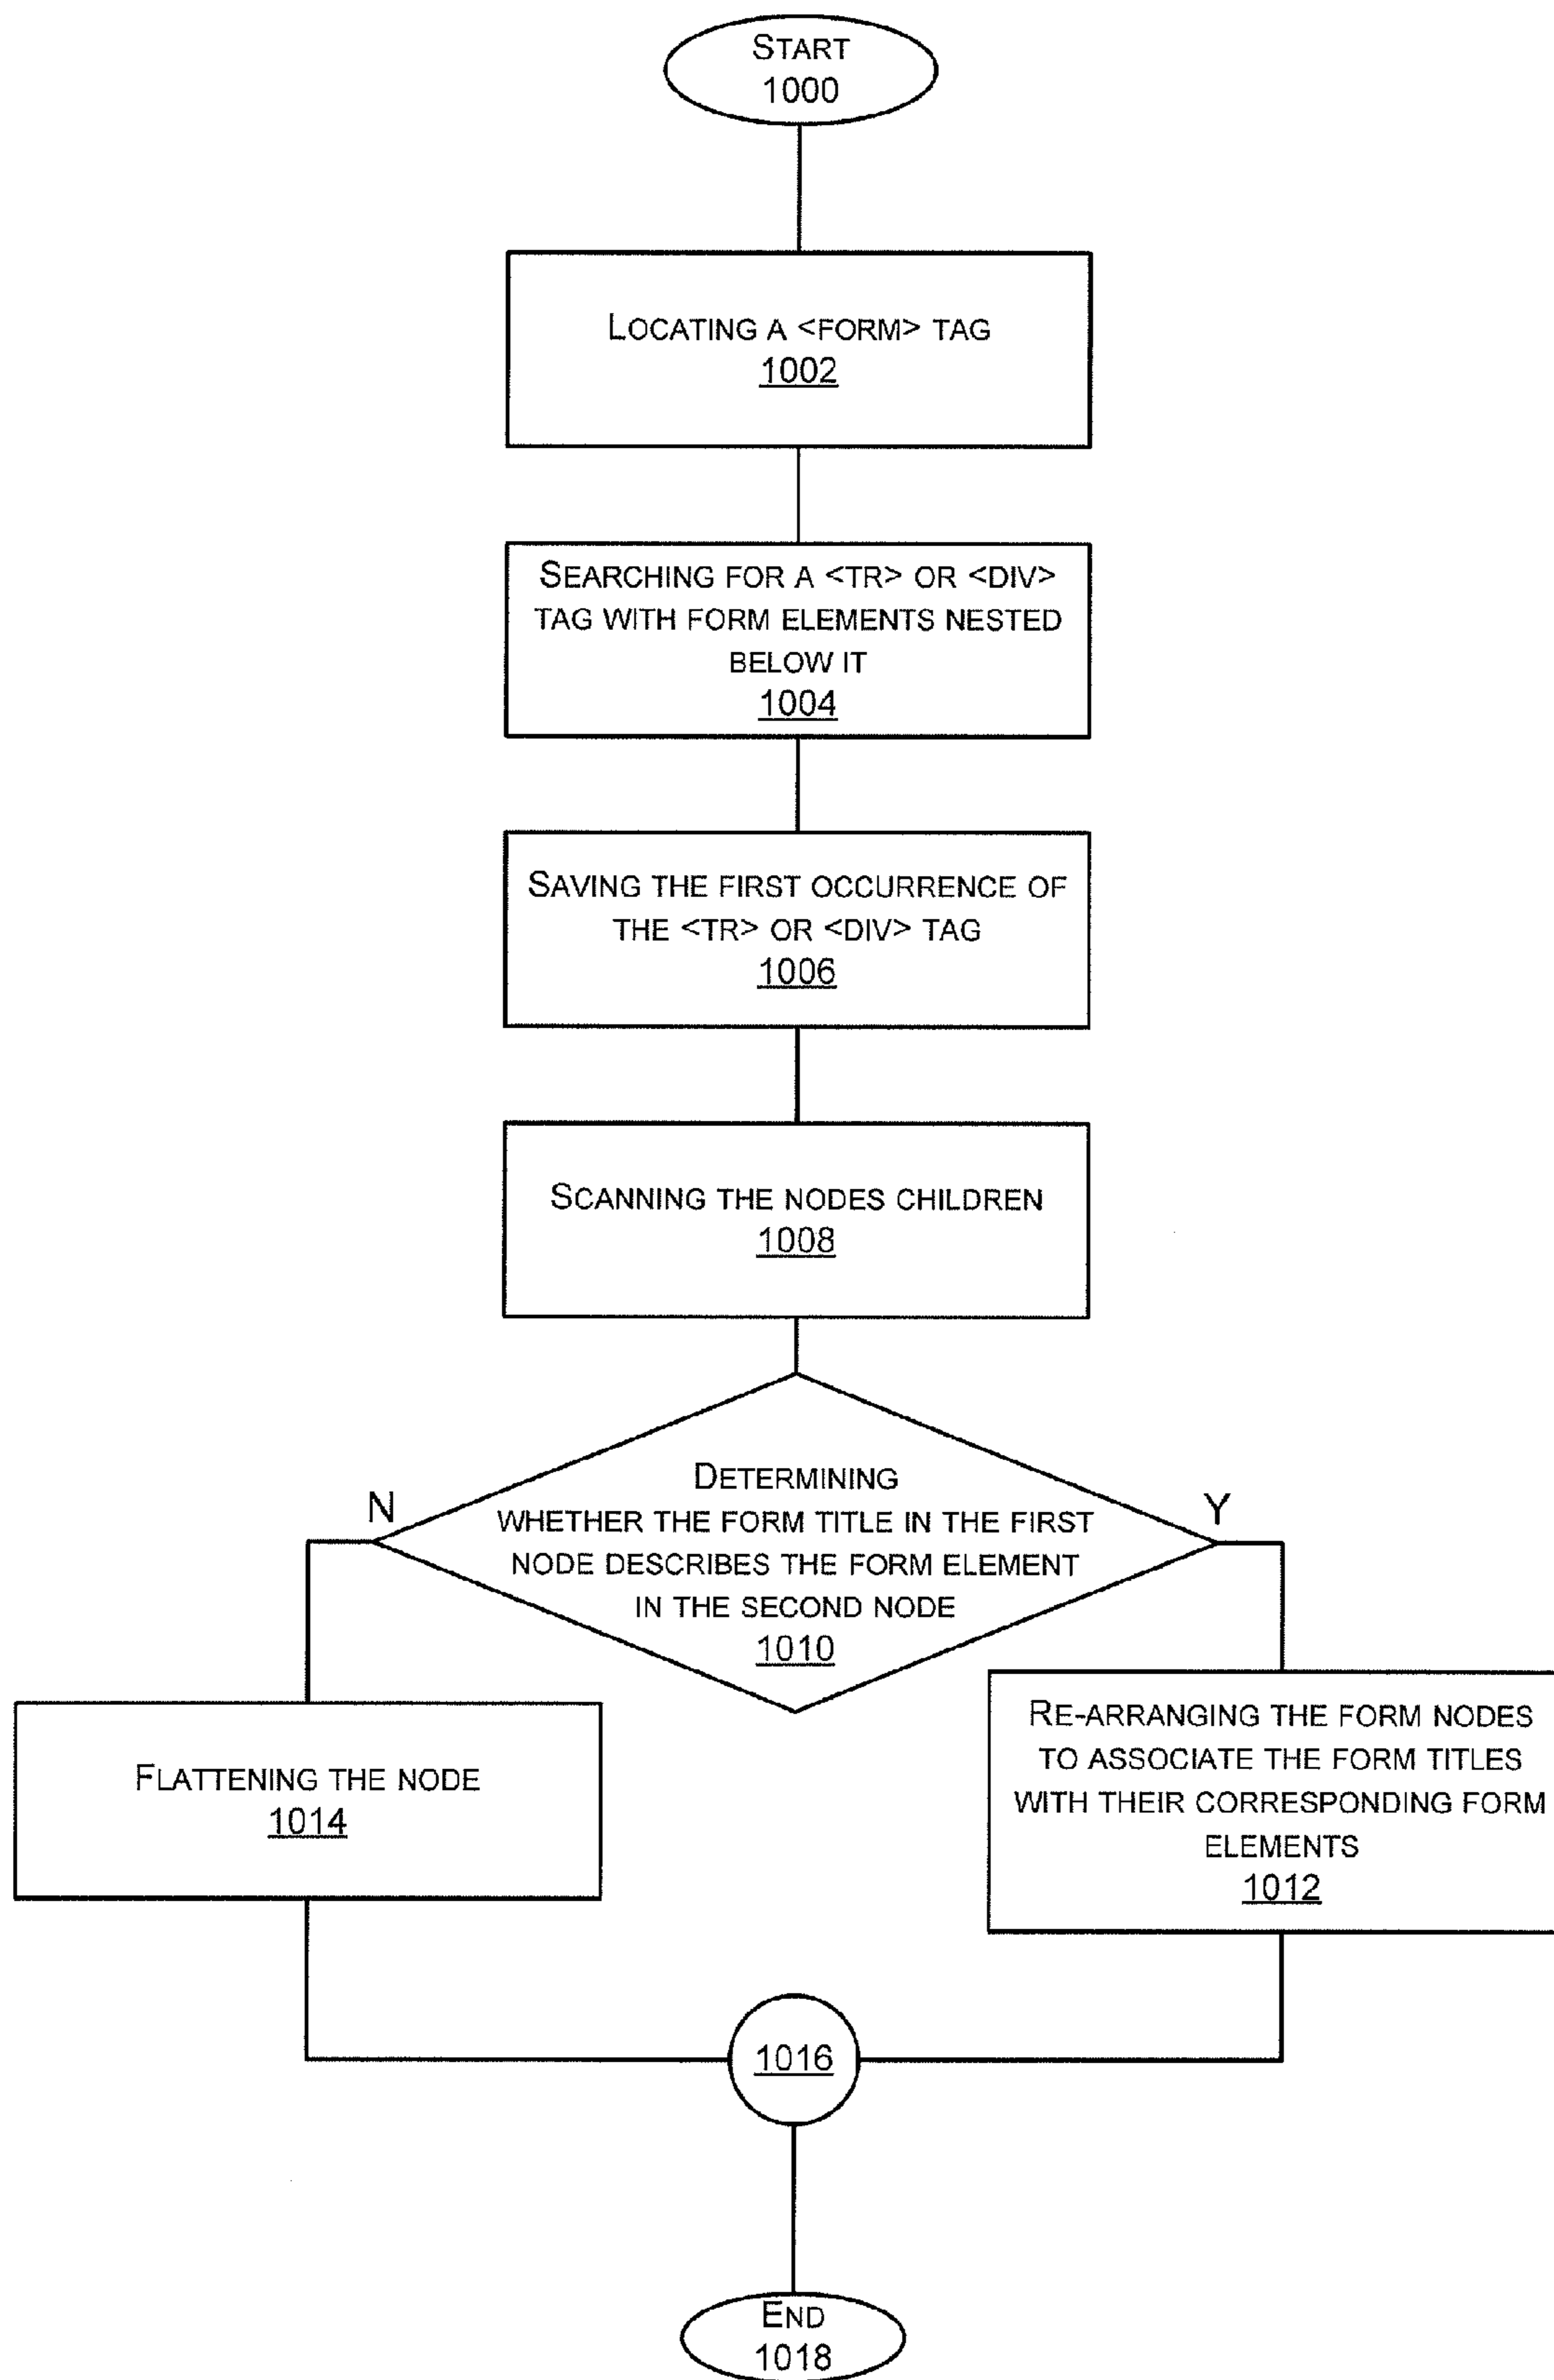 START
1000
LOCATING A <FORM> TAG
1002
SEARCHING FOR A <TR> OR <DIV>
TAG WITH FORM ELEMENTS NESTED
BELOW IT
1004
SAVING THE FIRST OCCURRENCE OF
THE <TR> OR <DIV> TAG
1006
SCANNING THE NODES CHILDREN
1008
DETERMINING
WHETHER THE FORM TITLE IN THE FIRST
NODE DESCRIBES THE FORM ELEMENT
IN THE SECOND NODE
1010
N
Y
FLATTENING THE NODE
1014
RE-ARRANGING THE FORM NODES
TO ASSOCIATE THE FORM TITLES
WITH THEIR CORRESPONDING FORM
ELEMENTS
1012
1016
END
1018